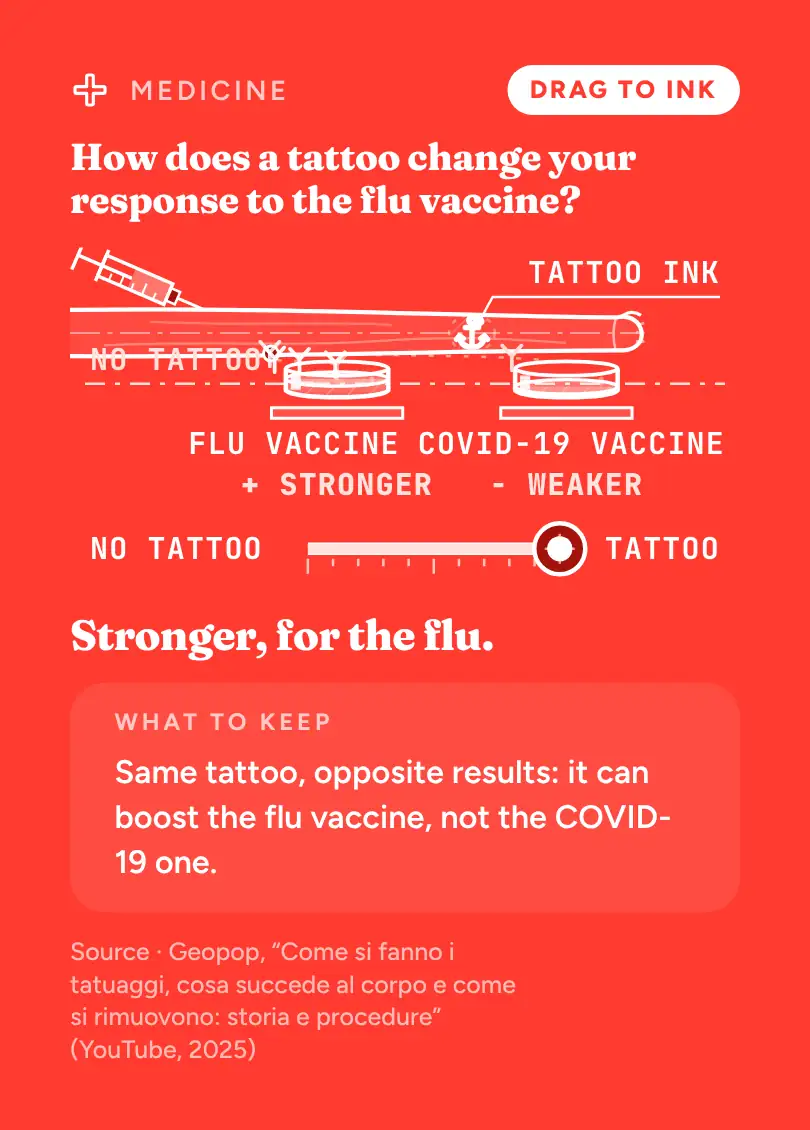 MEDICINE
DRAG TO INK
How does a tattoo change your
response to the flu vaccine?
TATTOO INK
NO TATTOO
FLU VACCINE COVID-19 VACCINE
+ STRONGER - WEAKER
NO TATTOO TATTOO
Stronger, for the flu.
WHAT TO KEEP
Same tattoo, opposite results: it can
boost the flu vaccine, not the COVID-
19 one.
Source · Geopop, “Come si fanno i
tatuaggi, cosa succede al corpo e come
si rimuovono: storia e procedure”
(YouTube, 2025)